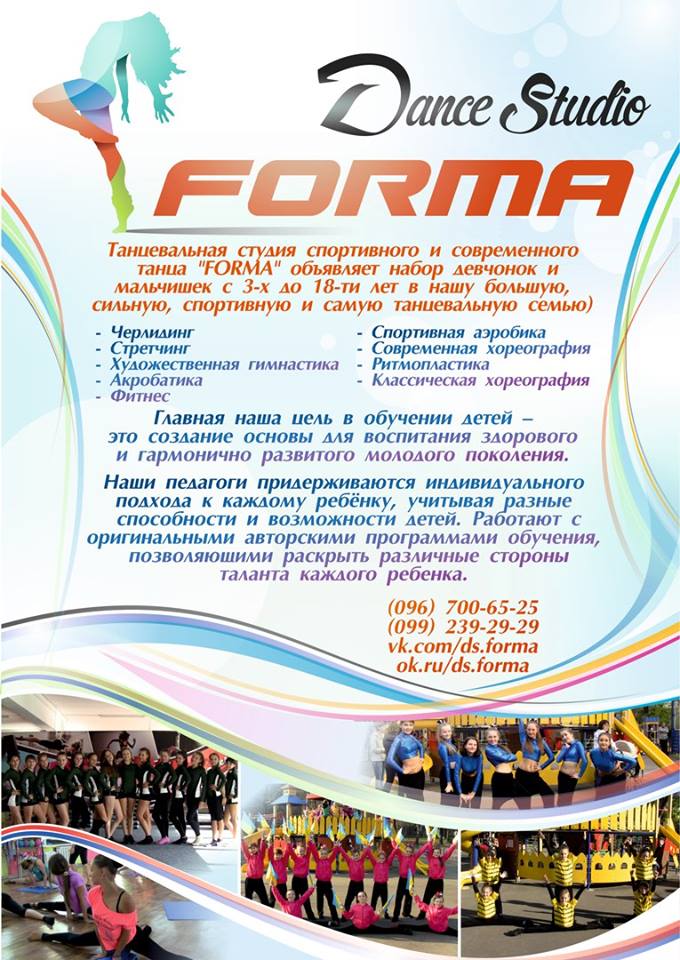 Dance Studio
FORMA
Танцевальная студия спортивного и современного
танца "FORMA" объявляет набор девчонок и
мальчишек с 3-х до 18-ти лет в нашу большую,
сильную, спортивную и самую танцевальную семью)
- Черлидинг
- Стретчинг
- Художественная гимнастика
- Акробатика
- Фитнес
- Спортивная аэробика
- Современная хореография
- Ритмопластика
- Классическая хореография
Главная наша цель в обучении детей –
это создание основы для воспитания здорового
и гармонично развитого молодого поколения.
Наши педагоги придерживаются индивидуального
подхода к каждому ребёнку, учитывая разные
способности и возможности детей. Работают с
оригинальными авторскими программами обучения,
позволяюшими раскрыть различные стороны
таланта каждого ребенка.
(096) 700-65-25
(099) 239-29-29
vk.com/ds.forma
ok.ru/ds.forma